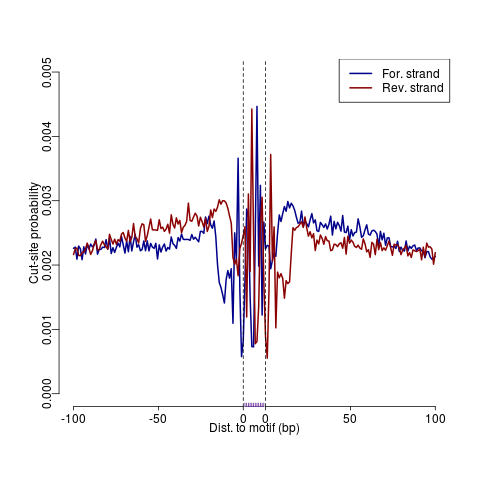 For. strand
Rev. strand
Cut-site probability
0.005
0.004
0.003
0.002
0.001
0.000
-100 -50 0 0 50 100
Dist. to motif (bp)